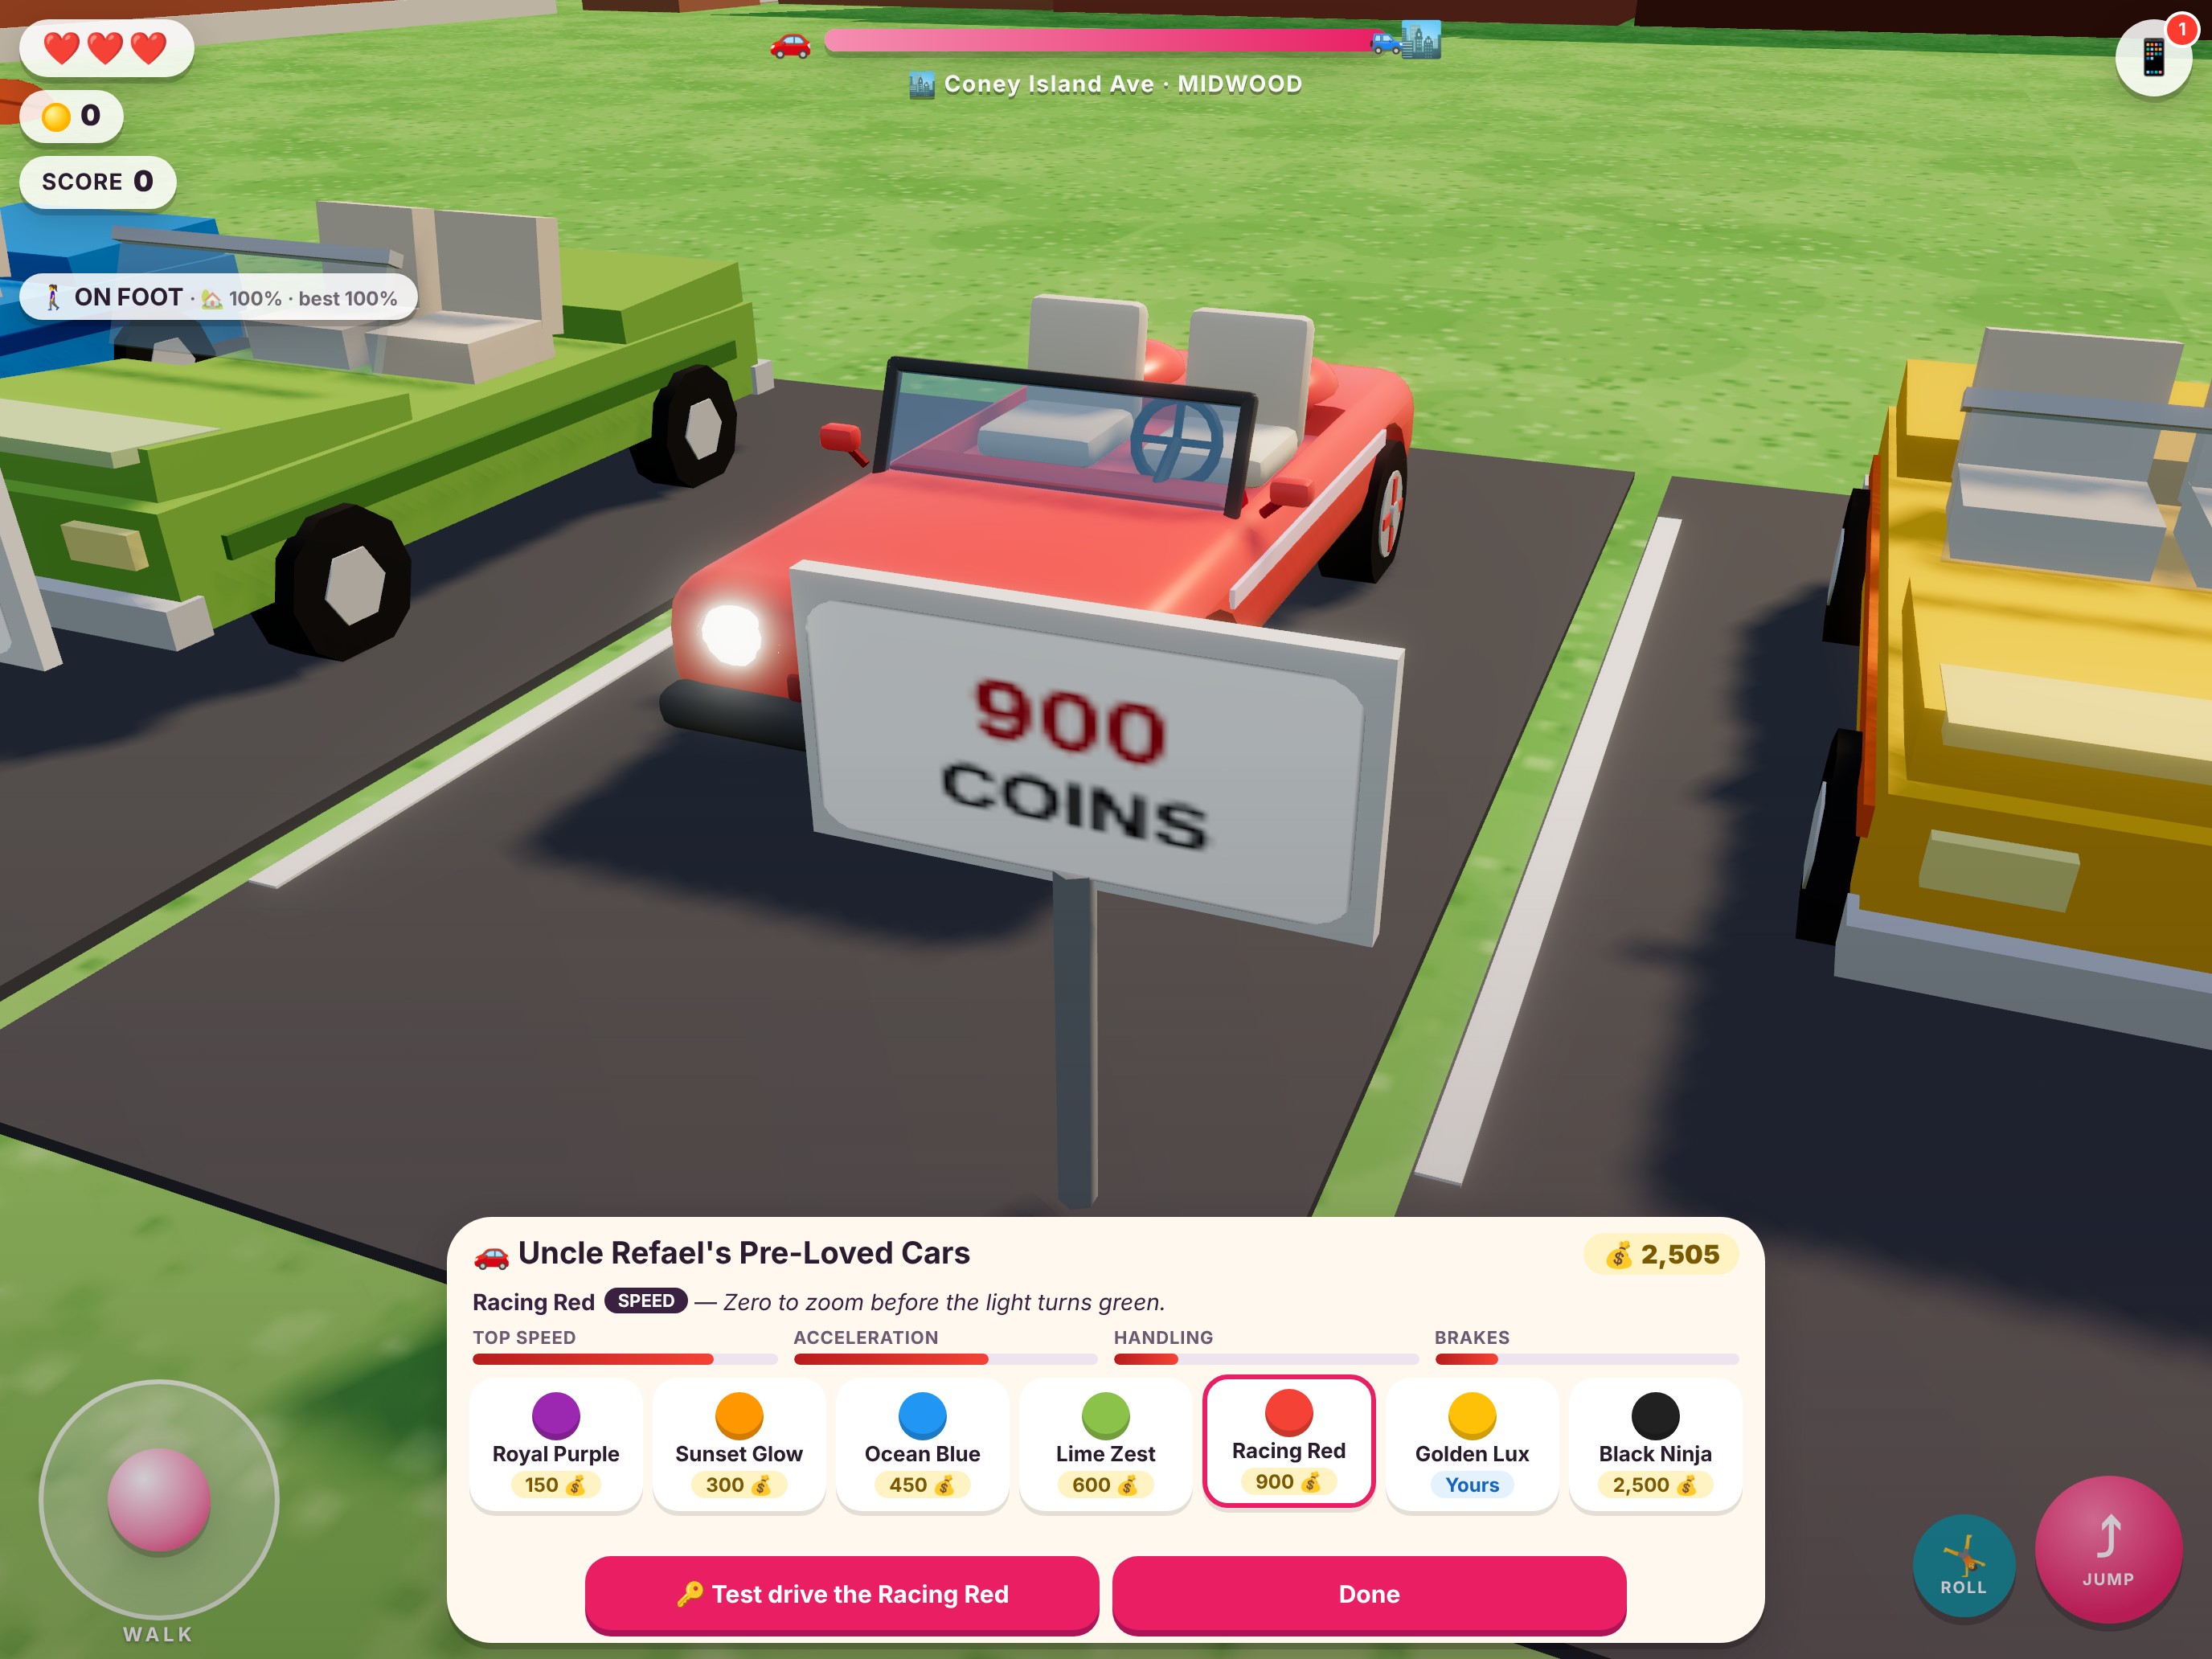 0
SCORE 0
ON FOOT · 100% · best 100%
Coney Island Ave · MIDWOOD
1
900
COINS
Uncle Refael's Pre-Loved Cars
2,505
Racing Red SPEED — Zero to zoom before the light turns green.
TOP SPEED ACCELERATION HANDLING BRAKES
Royal Purple
150
Sunset Glow
300
Ocean Blue
450
Lime Zest
600
Racing Red
900
Golden Lux
Yours
Black Ninja
2,500
Test drive the Racing Red
Done
WALK
ROLL
JUMP